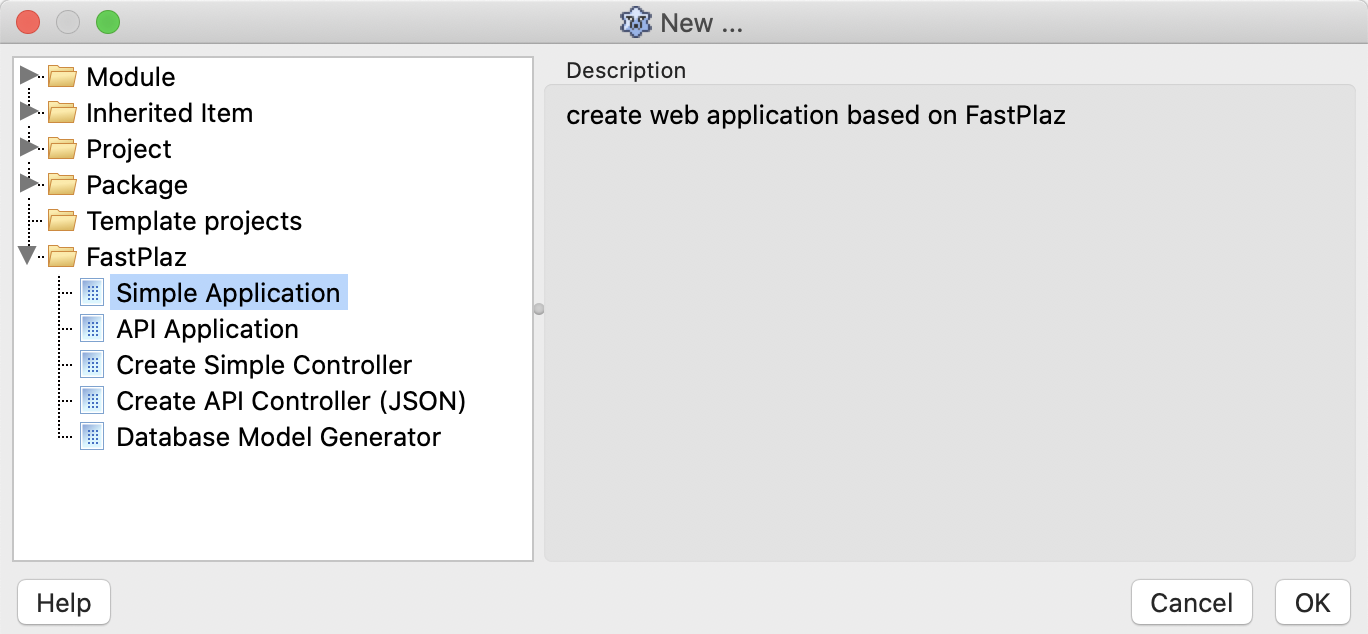 New ...
Module
Inherited Item
Project
Package
Template projects
FastPlaz
Simple Application
API Application
Create Simple Controller
Create API Controller (JSON)
Database Model Generator
Description
create web application based on FastPlaz
Help
Cancel
OK